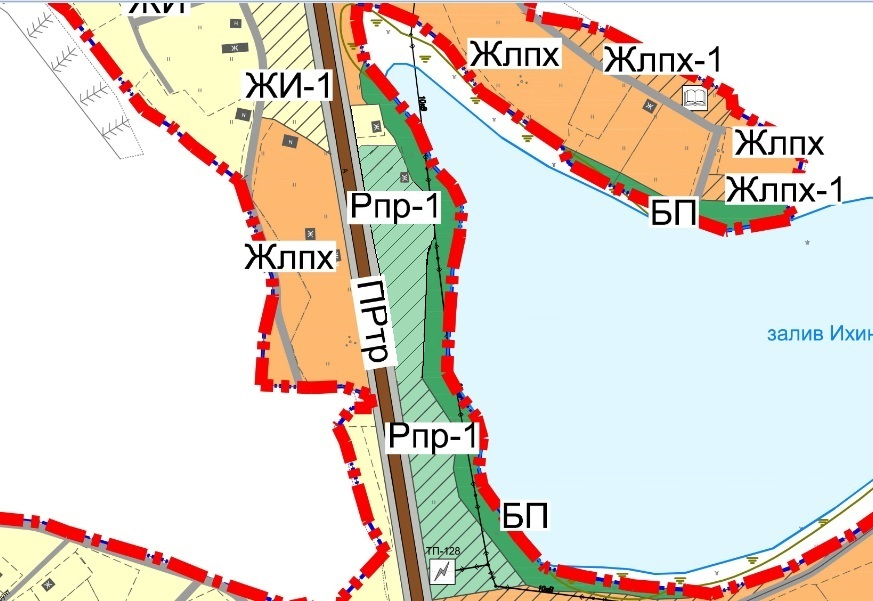 ЖИ
Жлпх
Жлпх-1
ЖИ-1
Жлпх
Жлпх-1
Рпр-1
БП
Жлпх
ПРтр
залив Ихин
Рпр-1
БП
ТП-128